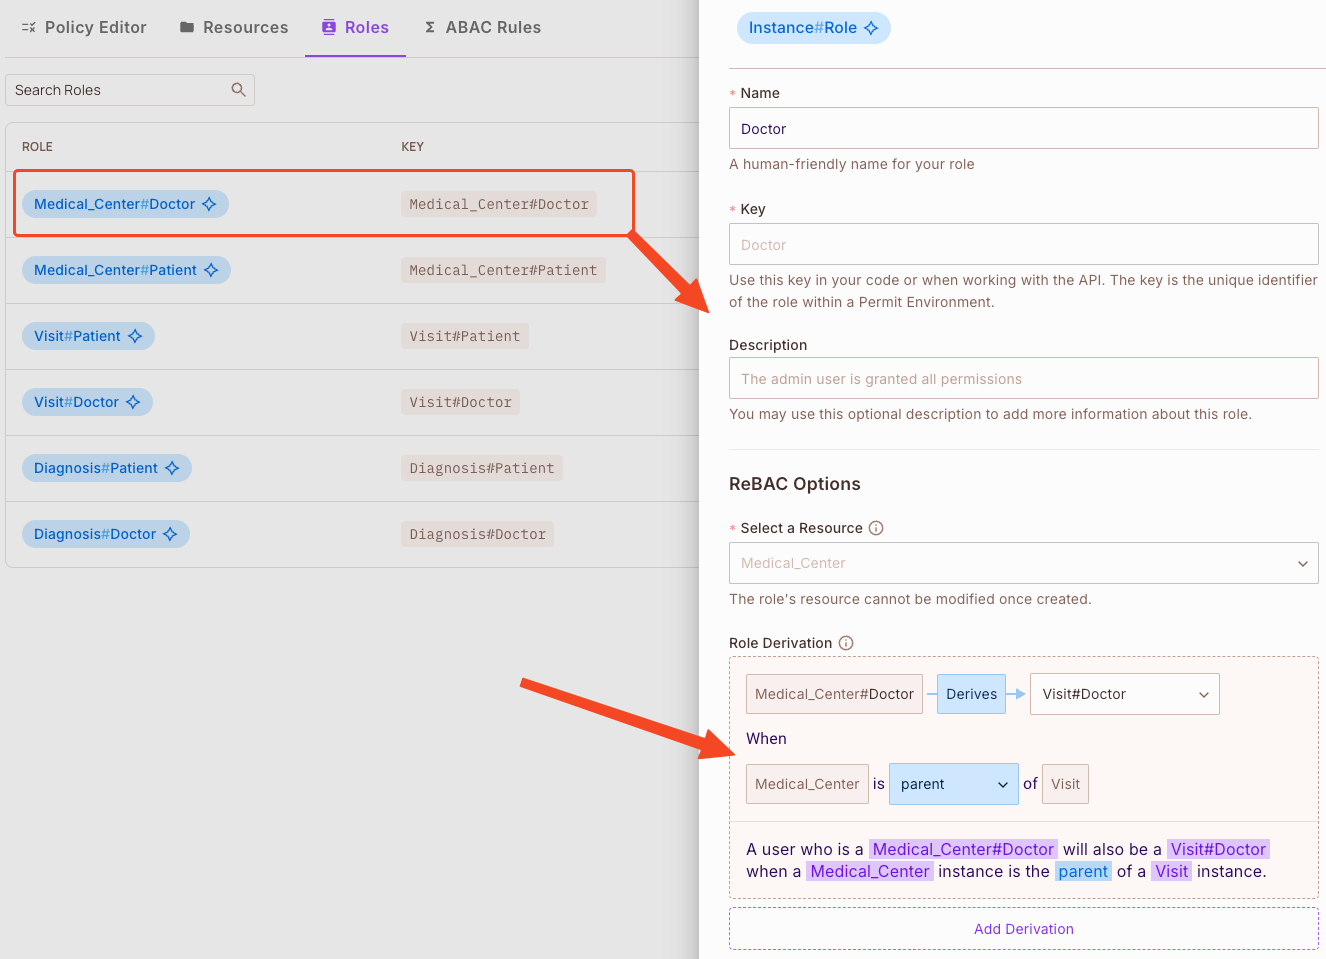 Policy Editor Resources Roles ABAC Rules
Search Roles
ROLE KEY
Medical_Center#Doctor Medical_Center#Doctor
Medical_Center#Patient Medical_Center#Patient
Visit#Patient Visit#Patient
Visit#Doctor Visit#Doctor
Diagnosis#Patient Diagnosis#Patient
Diagnosis#Doctor Diagnosis#Doctor
Instance#Role
* Name
Doctor
A human-friendly name for your role
* Key
Doctor
Use this key in your code or when working with the API. The key is the unique identifier
of the role within a Permit Environment.
Description
The admin user is granted all permissions
You may use this optional description to add more information about this role.
ReBAC Options
* Select a Resource
Medical_Center
The role's resource cannot be modified once created.
Role Derivation
Medical_Center#Doctor Derives Visit#Doctor
When
Medical_Center is parent of Visit
A user who is a Medical_Center#Doctor will also be a Visit#Doctor
when a Medical_Center instance is the parent of a Visit instance.
Add Derivation